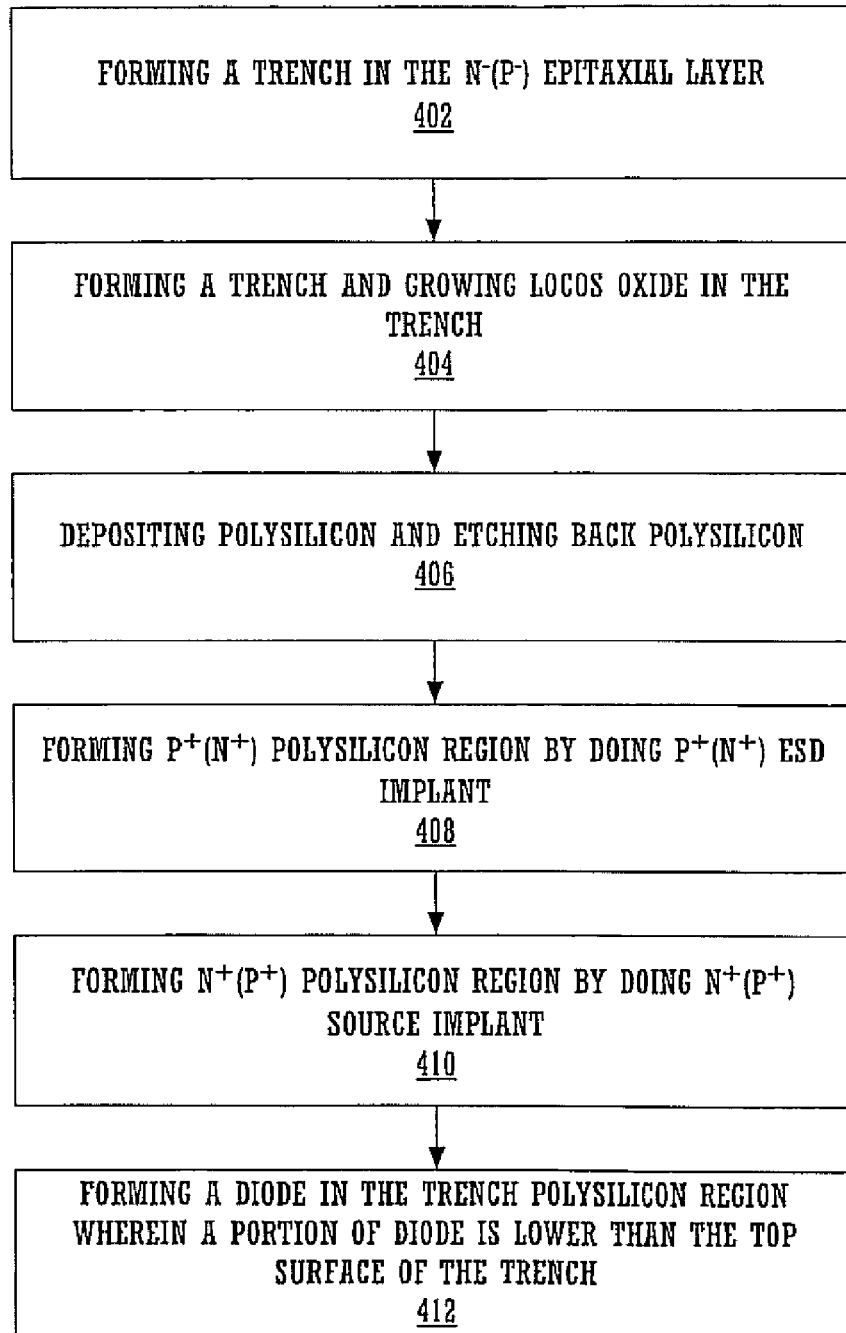 FORMING A TRENCH IN THE N⁻(P⁻) EPITAXIAL LAYER
402
FORMING A TRENCH AND GROWING LOCOS OXIDE IN THE
TRENCH
404
DEPOSITING POLYSILICON AND ETCHING BACK POLYSILICON
406
FORMING P⁺(N⁺) POLYSILICON REGION BY DOING P⁺(N⁺) ESD
IMPLANT
408
FORMING N⁺(P⁺) POLYSILICON REGION BY DOING N⁺(P⁺)
SOURCE IMPLANT
410
FORMING A DIODE IN THE TRENCH POLYSILICON REGION
WHEREIN A PORTION OF DIODE IS LOWER THAN THE TOP
SURFACE OF THE TRENCH
412